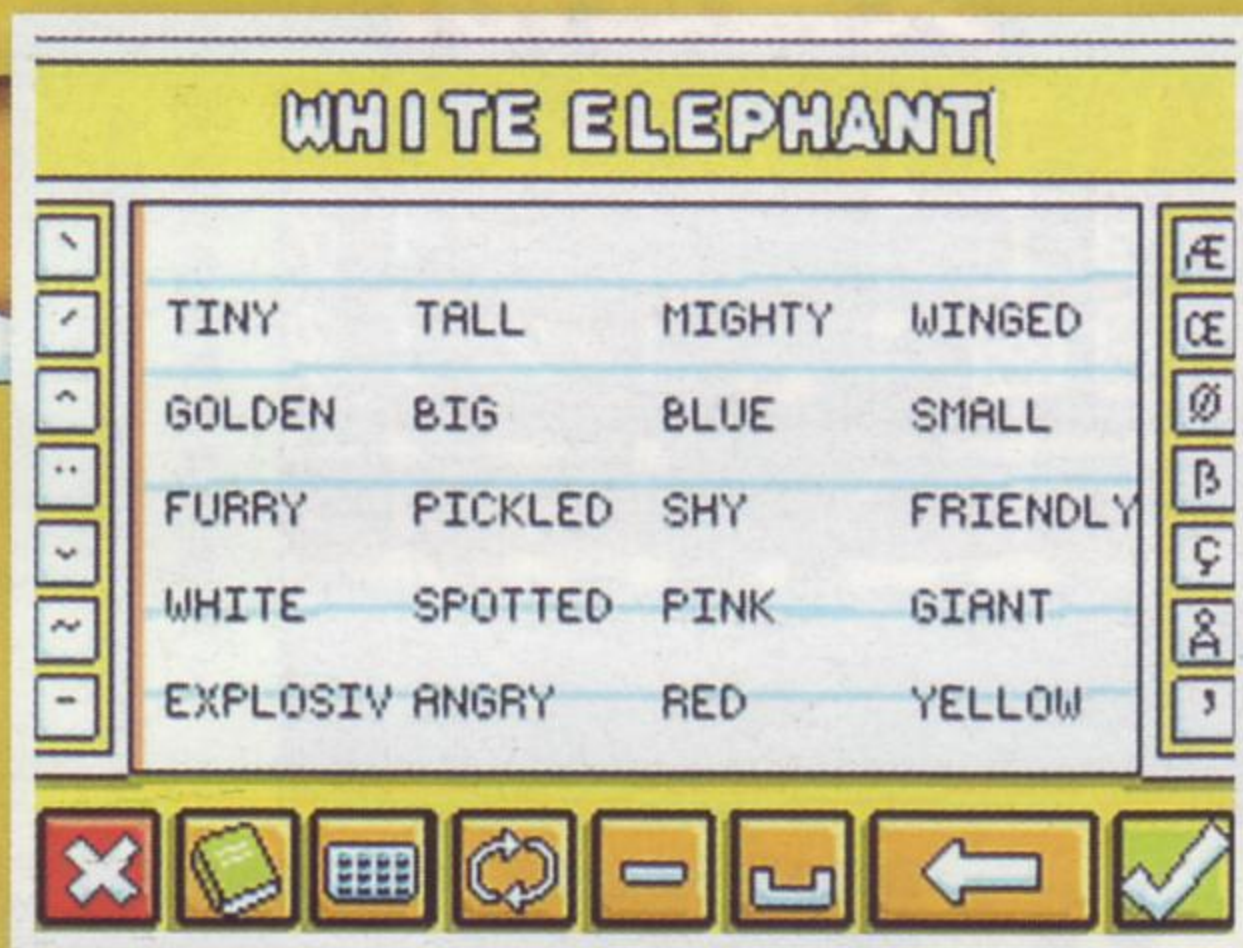 WHITE ELEPHANT
TINY TALL MIGHTY WINGED
GOLDEN BIG BLUE SMALL
FURRY PICKLED SHY FRIENDLY
WHITE SPOTTED PINK GIANT
EXPLOSIV ANGRY RED YELLOW
`
´
^
¨
ˇ
~
-
Æ
Œ
Ø
ß
Ç
Å
,